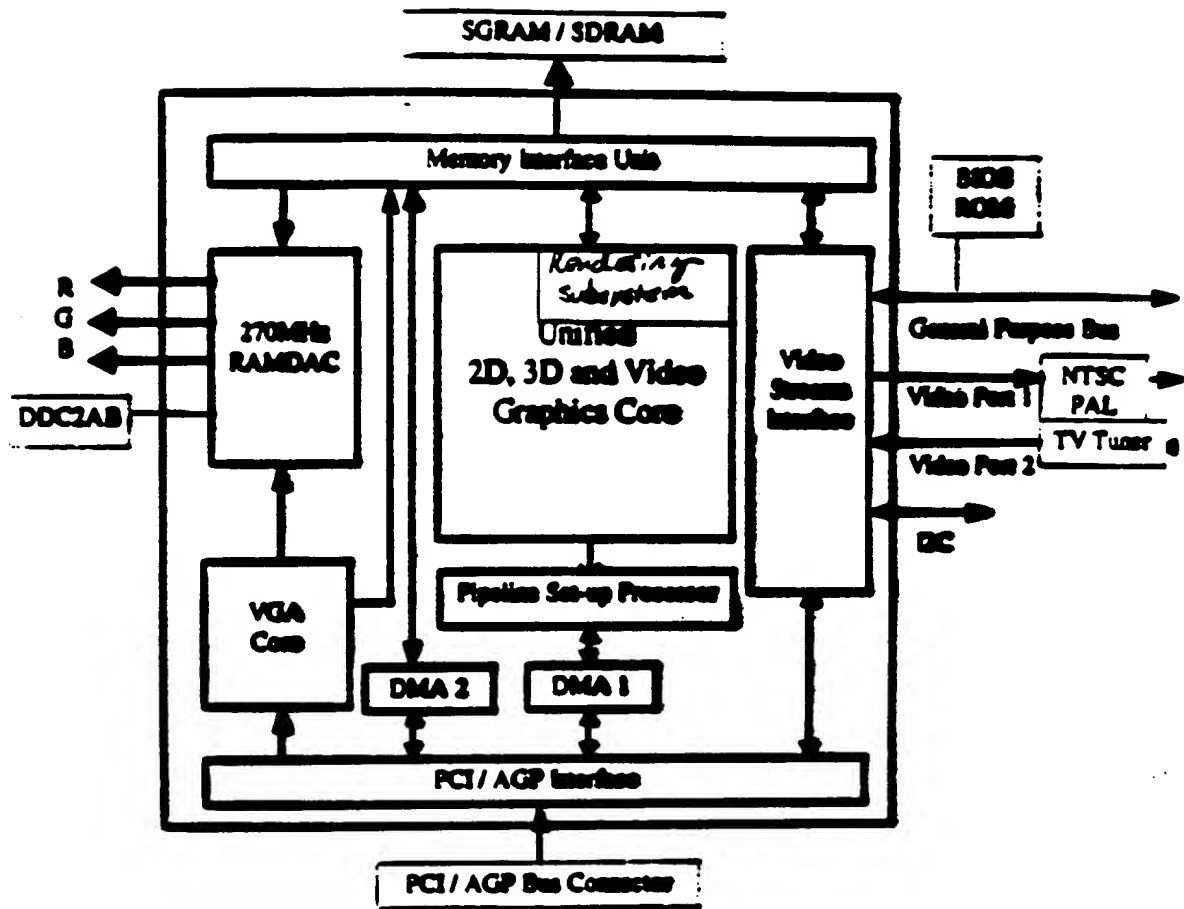 SGRAM / SDRAM
Memory Interface Unit
BIOS
ROM
R
G
B
270MHz
RAMDAC
DDC2AB
Rendering
Subsystem
Unified
2D, 3D and Video
Graphics Core
Video
Streams
Interface
General Purpose Bus
Video Port 1
NTSC
PAL
TV Tuner
Video Port 2
I2C
Pipeline Set-up Processor
VGA
Core
DMA 2
DMA 1
PCI / AGP Interface
PCI / AGP Bus Connector